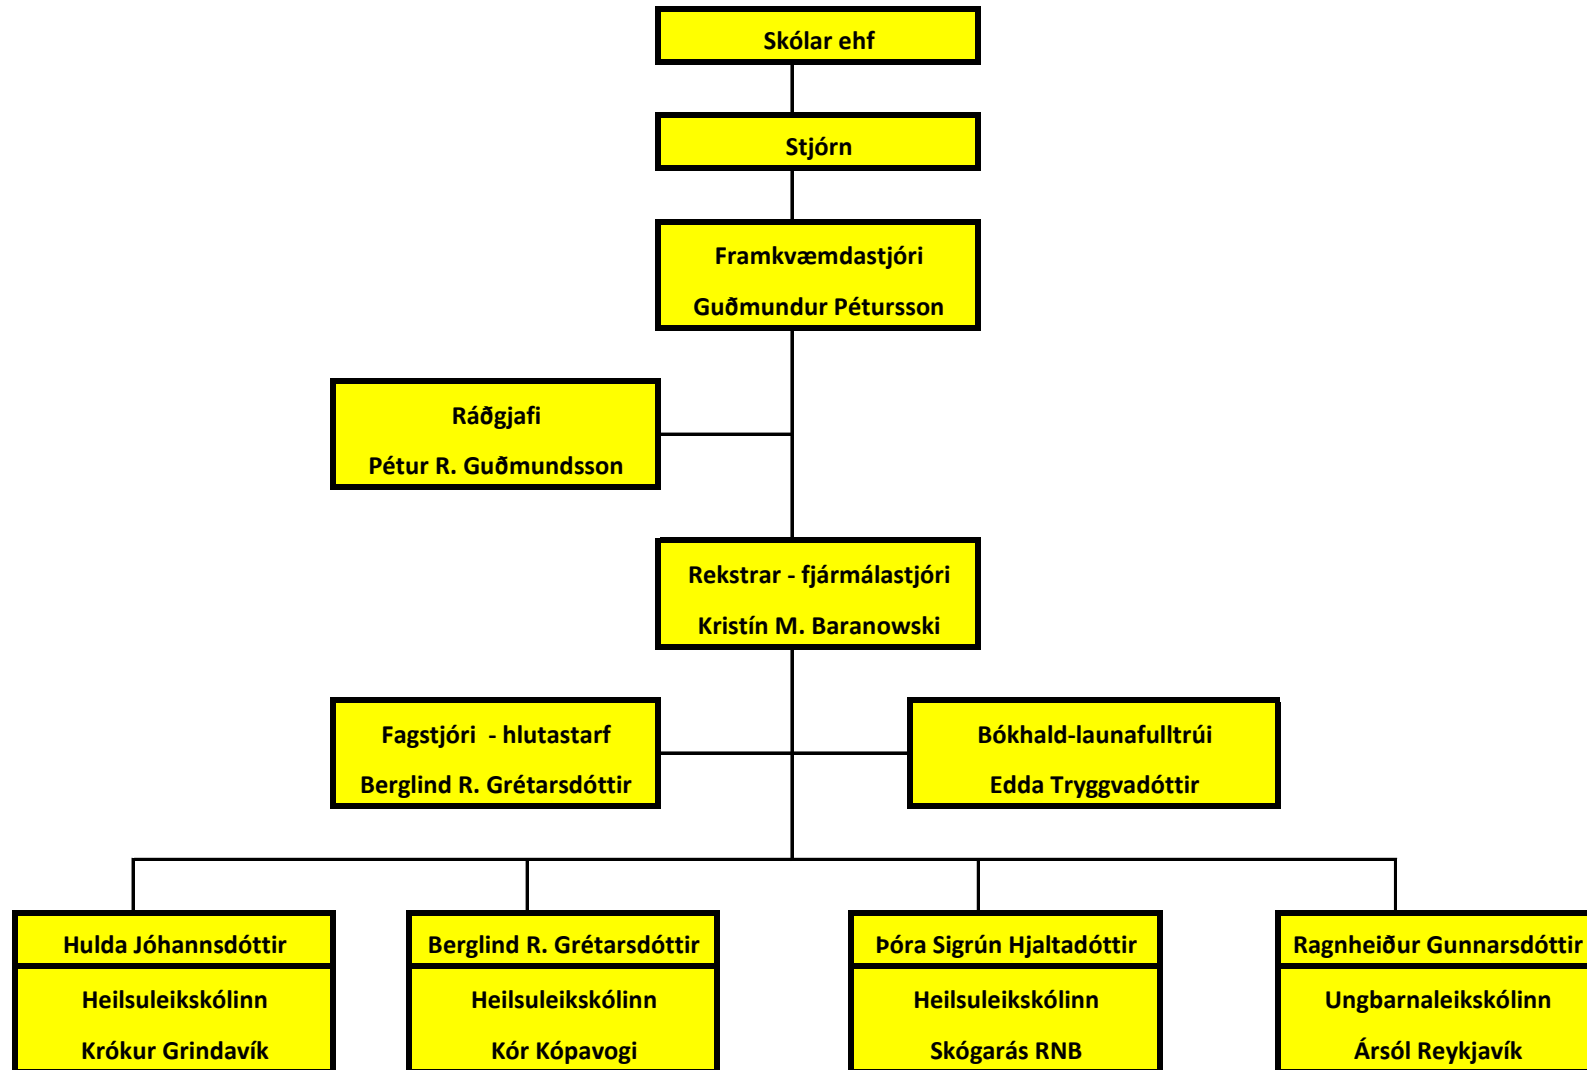 Skólar ehf
Stjórn
Framkvæmdastjóri
Guðmundur Pétursson
Ráðgjafi
Pétur R. Guðmundsson
Rekstrar - fjármálastjóri
Kristín M. Baranowski
Fagstjóri  - hlutastarf
Berglind R. Grétarsdóttir
Bókhald-launafulltrúi
Edda Tryggvadóttir
Hulda Jóhannsdóttir
Heilsuleikskólinn
Krókur Grindavík
Berglind R. Grétarsdóttir
Heilsuleikskólinn
Kór Kópavogi
Þóra Sigrún Hjaltadóttir
Heilsuleikskólinn
Skógarás RNB
Ragnheiður Gunnarsdóttir
Ungbarnaleikskólinn
Ársól Reykjavík